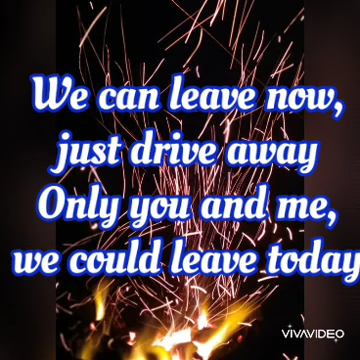 We can leave now,
just drive away
Only you and me,
we could leave today
VIVAVIDEO